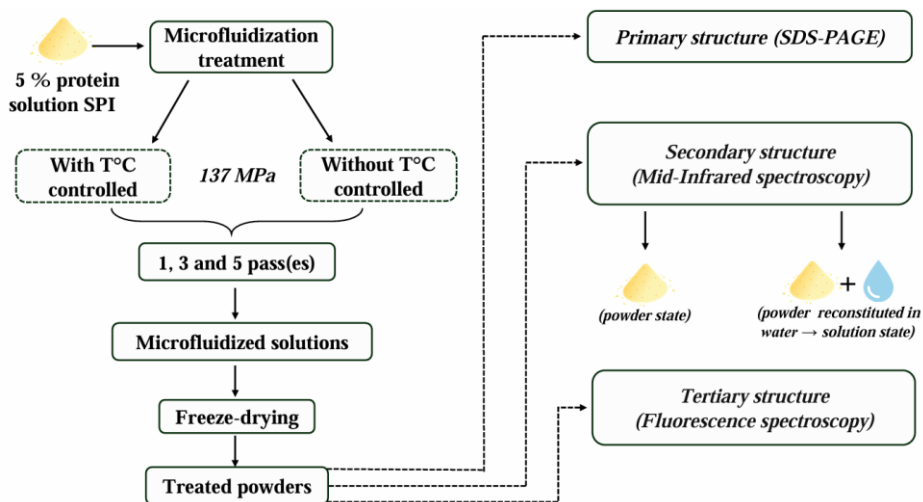 Microfluidization
treatment
5 % protein
solution SPI
With T°C
controlled
137 MPa
Without T°C
controlled
1, 3 and 5 pass(es)
Microfluidized solutions
Freeze-drying
Treated powders
Primary structure (SDS-PAGE)
Secondary structure
(Mid-Infrared spectroscopy)
(powder state)
+
(powder reconstituted in
water → solution state)
Tertiary structure
(Fluorescence spectroscopy)